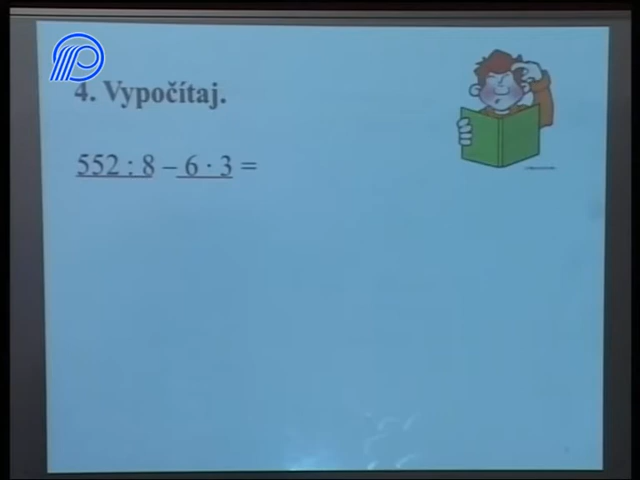 4. Vypočítaj.
552 : 8 – 6 · 3 =